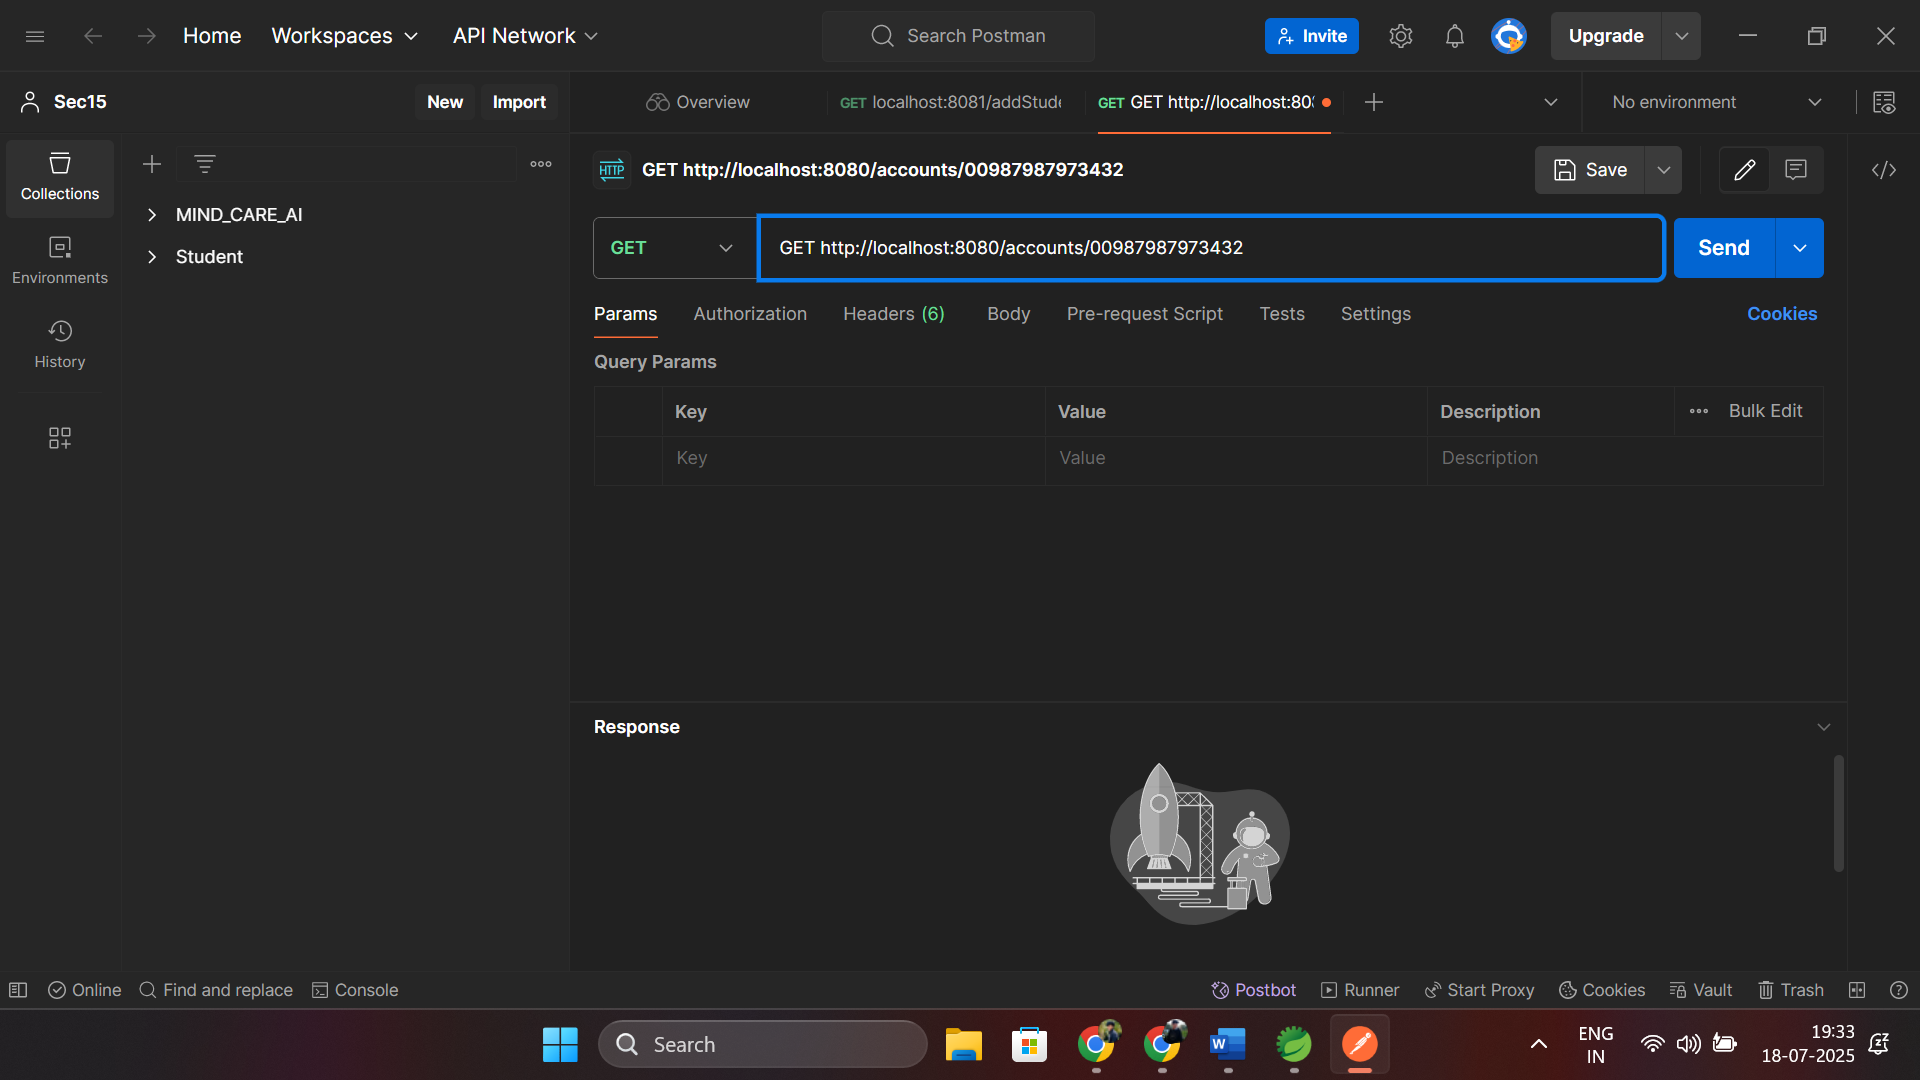 Home Workspaces API Network Search Postman Invite Upgrade
Sec15 New Import Overview GET localhost:8081/addStude GET GET http://localhost:80 No environment
GET http://localhost:8080/accounts/00987987973432 Save
HTTP
Collections
MIND_CARE_AI
Student
Environments
History
GET GET http://localhost:8080/accounts/00987987973432 Send
Params Authorization Headers (6) Body Pre-request Script Tests Settings Cookies
Query Params
Key Value Description Bulk Edit
Key Value Description
Response
Online Find and replace Console Postbot Runner Start Proxy Cookies Vault Trash
Search
W
ENG
IN
19:33
18-07-2025